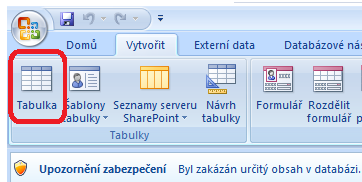 Domů Vytvořit Externí data Databázové nás
Tabulka Šablony tabulky Seznamy serveru SharePoint Návrh tabulky Formulář Rozdělit formulář p
Tabulky
Upozornění zabezpečení Byl zakázán určitý obsah v databázi.